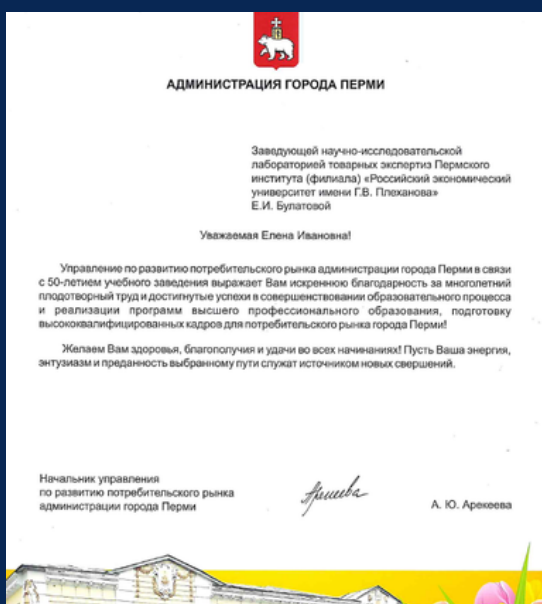 АДМИНИСТРАЦИЯ ГОРОДА ПЕРМИ
Заведующей научно-исследовательской
лабораторией товарных экспертиз Пермского
института (филиала) «Российский экономический
университет имени Г.В. Плеханова»
Е.И. Булатовой
Уважаемая Елена Ивановна!
Управление по развитию потребительского рынка администрации города Перми в связи
с 50-летием учебного заведения выражает Вам искреннюю благодарность за многолетний
плодотворный труд и достигнутые успехи в совершенствовании образовательного процесса
и реализации программ высшего профессионального образования, подготовку
высококвалифицированных кадров для потребительского рынка города Перми!
Желаем Вам здоровья, благополучия и удачи во всех начинаниях! Пусть Ваша энергия,
энтузиазм и преданность выбранному пути служат источником новых свершений.
Начальник управления
по развитию потребительского рынка
администрации города Перми
А. Ю. Арекеева